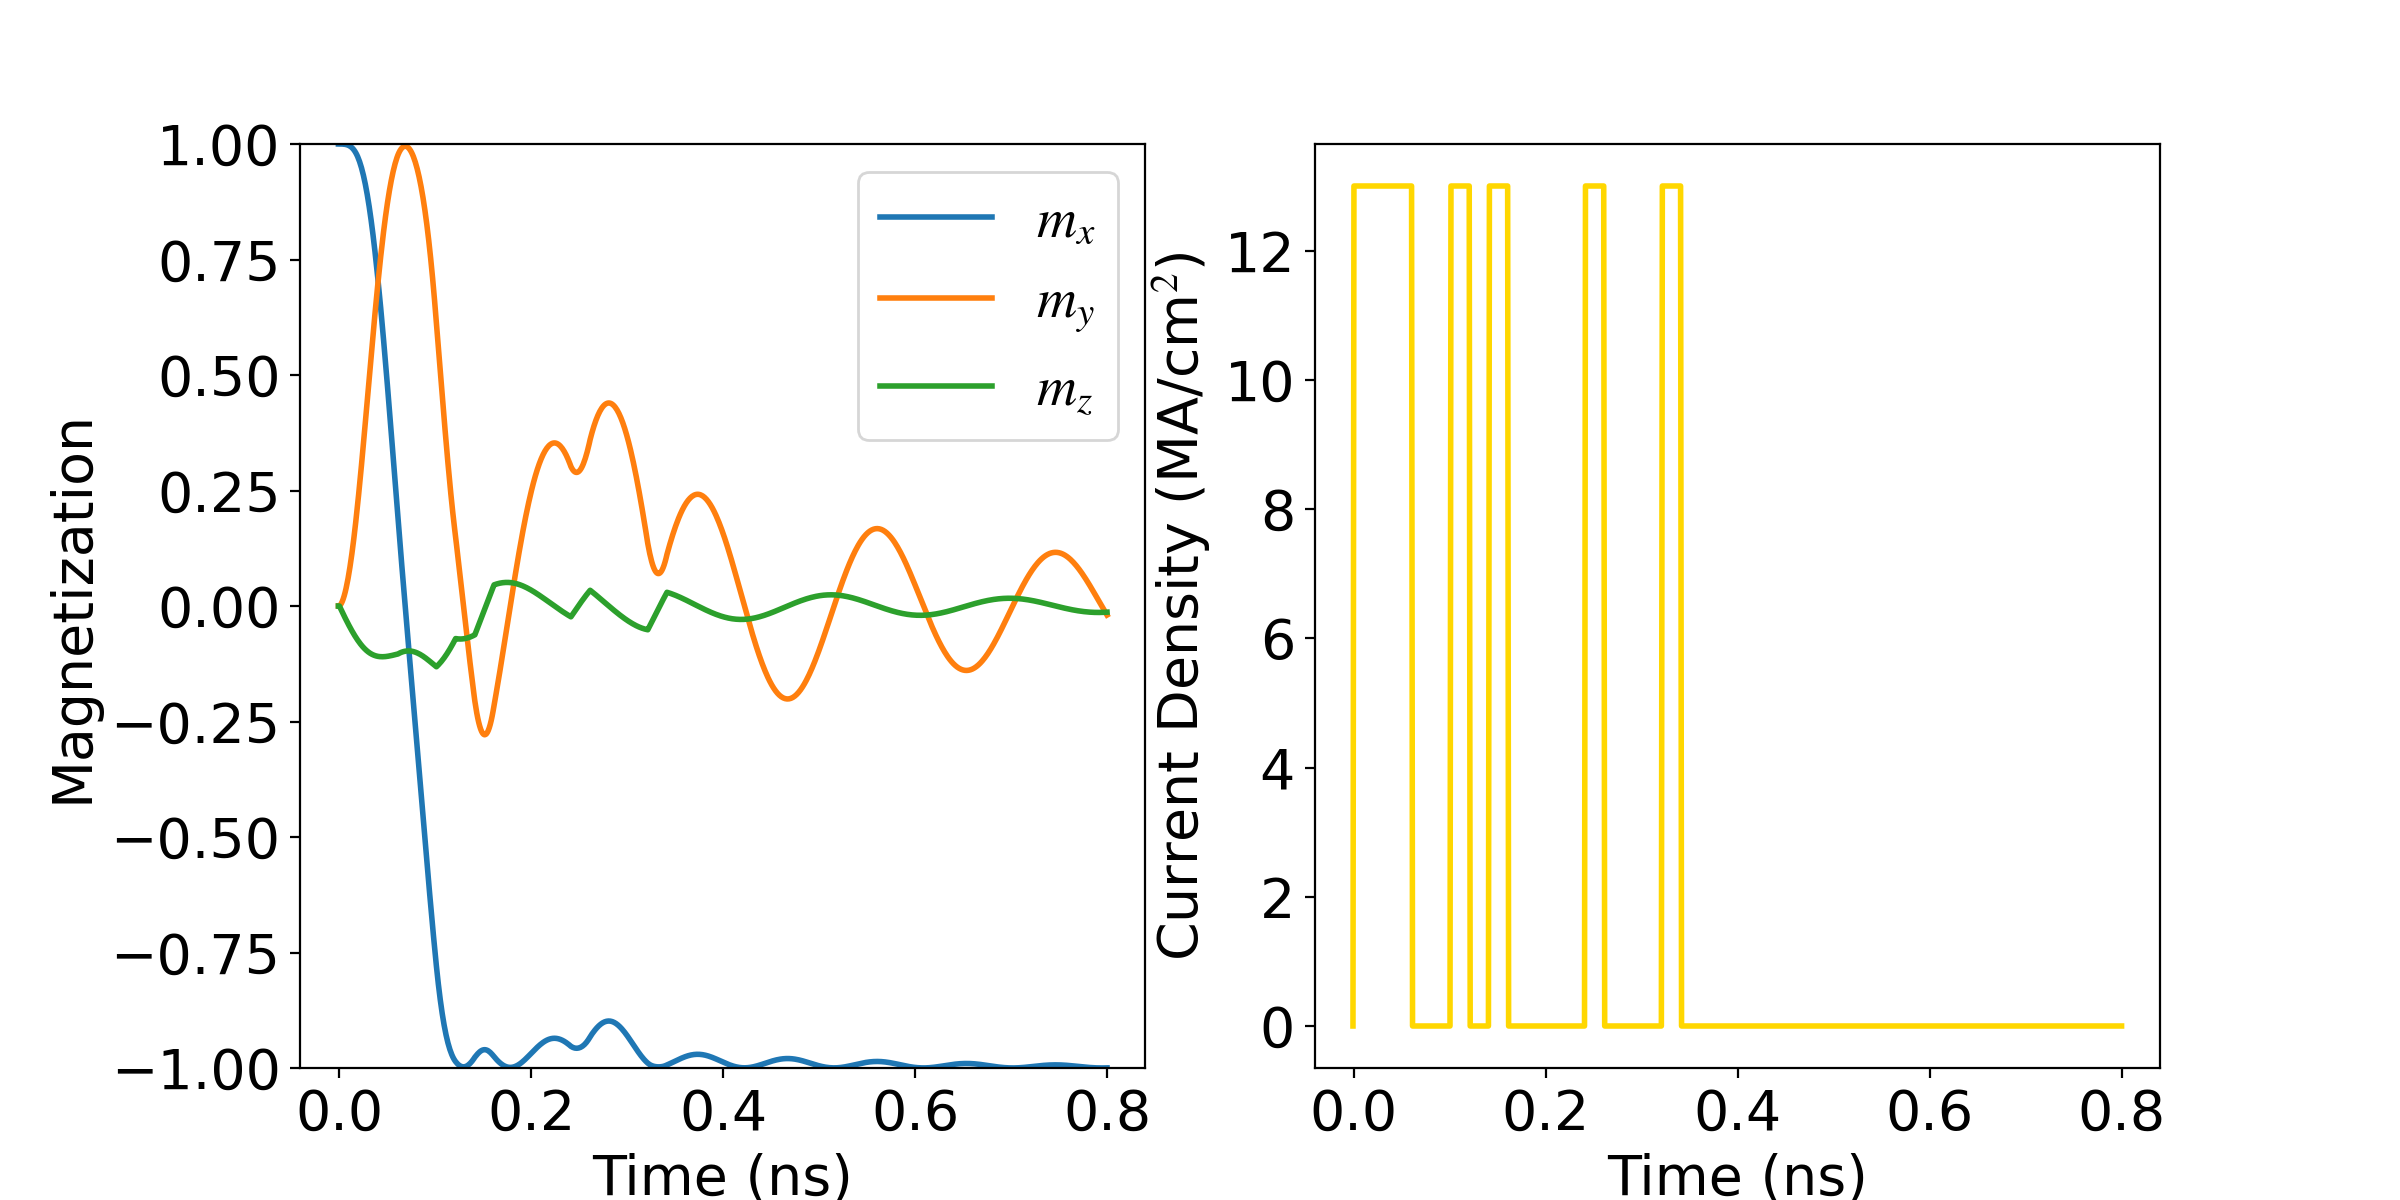 Magnetization
1.00
0.75
0.50
0.25
0.00
−0.25
−0.50
−0.75
−1.00
0.0 0.2 0.4 0.6 0.8
Time (ns)
m_x
m_y
m_z
Current Density (MA/cm²)
12
10
8
6
4
2
0
0.0 0.2 0.4 0.6 0.8
Time (ns)